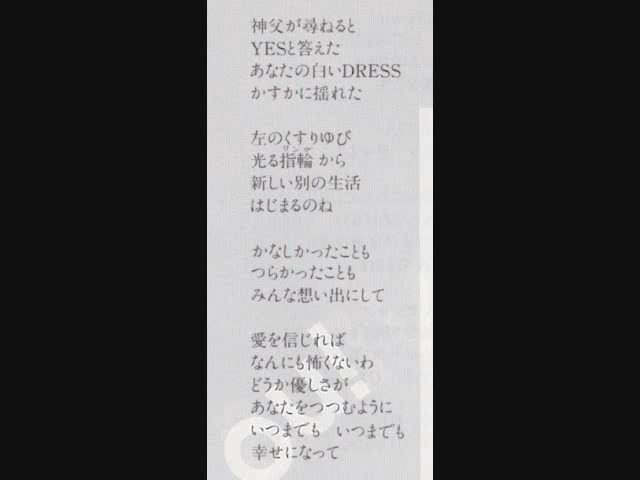 神父が尋ねると
YESと答えた
あなたの白いDRESS
かすかに揺れた
左のくすりゆび
リング
光る指輪から
新しい別の生活
はじまるのね
かなしかったことも
つらかったことも
みんな想い出にして
愛を信じれば
なんにも怖くないわ
どうか優しさが
あなたをつつむように
いつまでも いつまでも
幸せになって
ou!